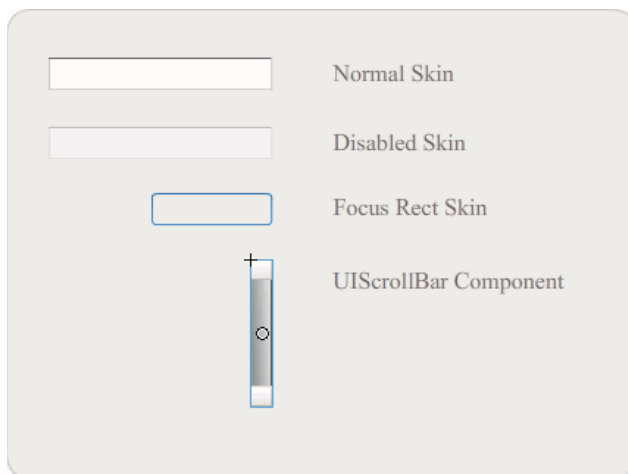 Normal Skin
Disabled Skin
Focus Rect Skin
UIScrollBar Component